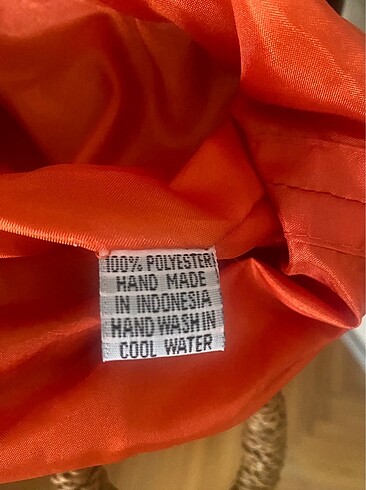 100% POLYESTER
HAND MADE
IN INDONESIA
HAND WASH IN
COOL WATER